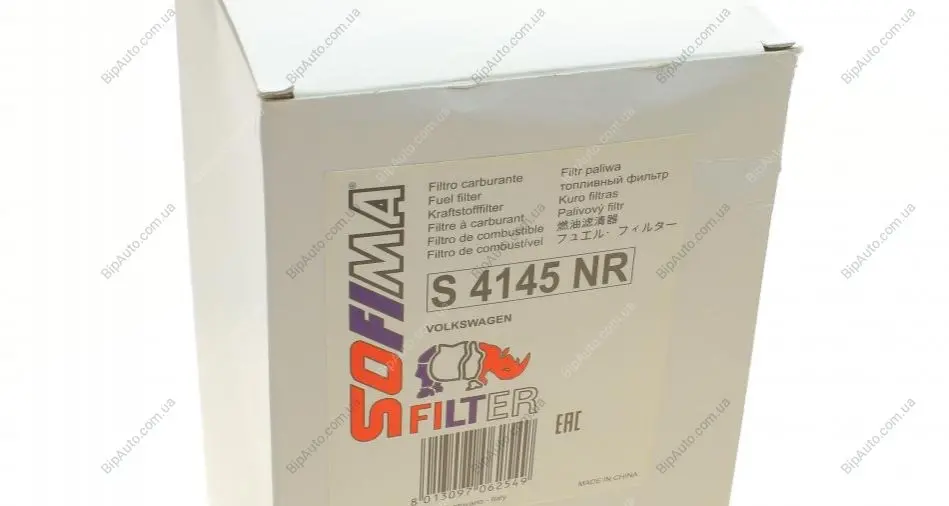 SOFIMA®
Filtro carburante
Fuel filter
Kraftstofffilter
Filtre à carburant
Filtro de combustible
Filtro de combustível
Filtr paliwa
топливный фильтр
Kuro filtras
Palivový filtr
燃油滤清器
フュエル・フィルター
S 4145 NR
VOLKSWAGEN
FILTER
EAC
8 013097 062549
MADE IN CHINA
- Italy
BipAuto.com.ua